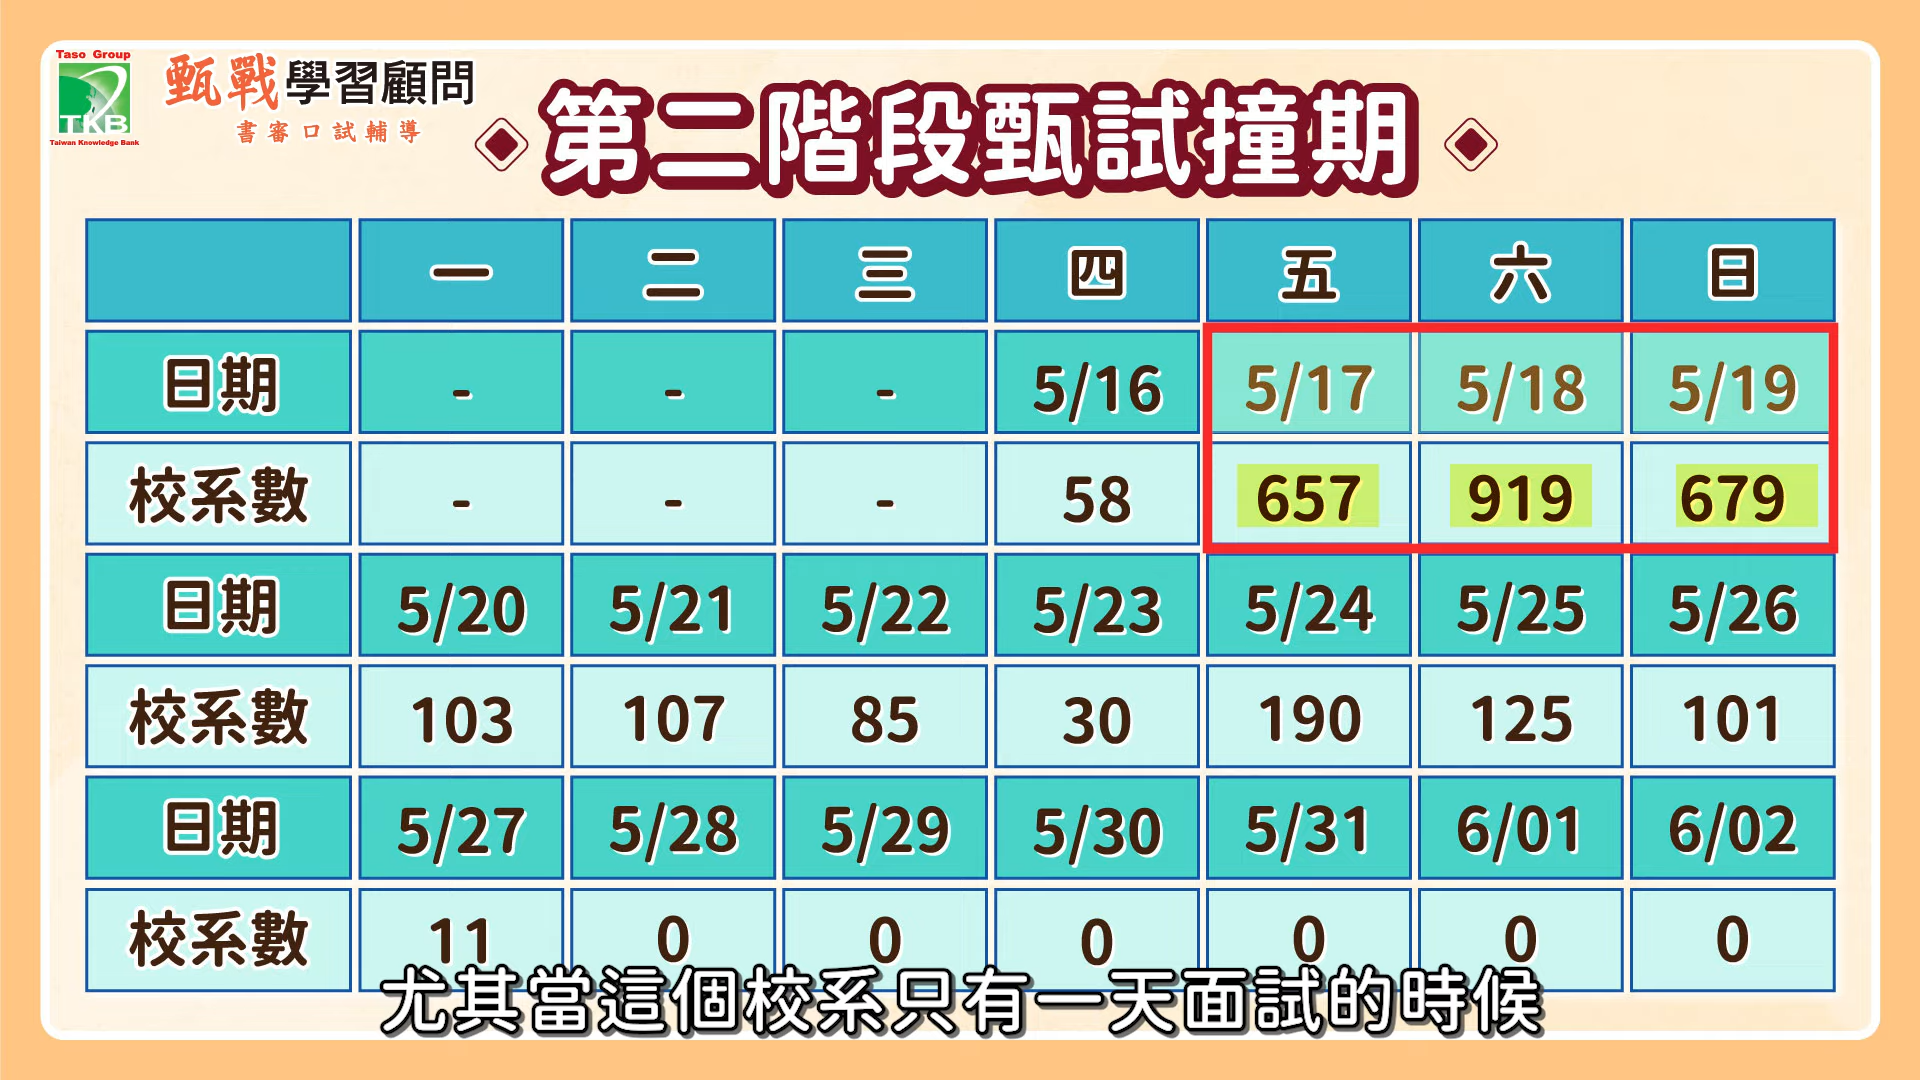 Taso Group
TKB
Taiwan Knowledge Bank
甄戰學習顧問
書審口試輔導
第二階段甄試撞期
一 二 三 四 五 六 日
日期 - - - 5/16 5/17 5/18 5/19
校系數 - - - 58 657 919 679
日期 5/20 5/21 5/22 5/23 5/24 5/25 5/26
校系數 103 107 85 30 190 125 101
日期 5/27 5/28 5/29 5/30 5/31 6/01 6/02
校系數 11 0 0 0 0 0 0
尤其當這個校系只有一天面試的時候